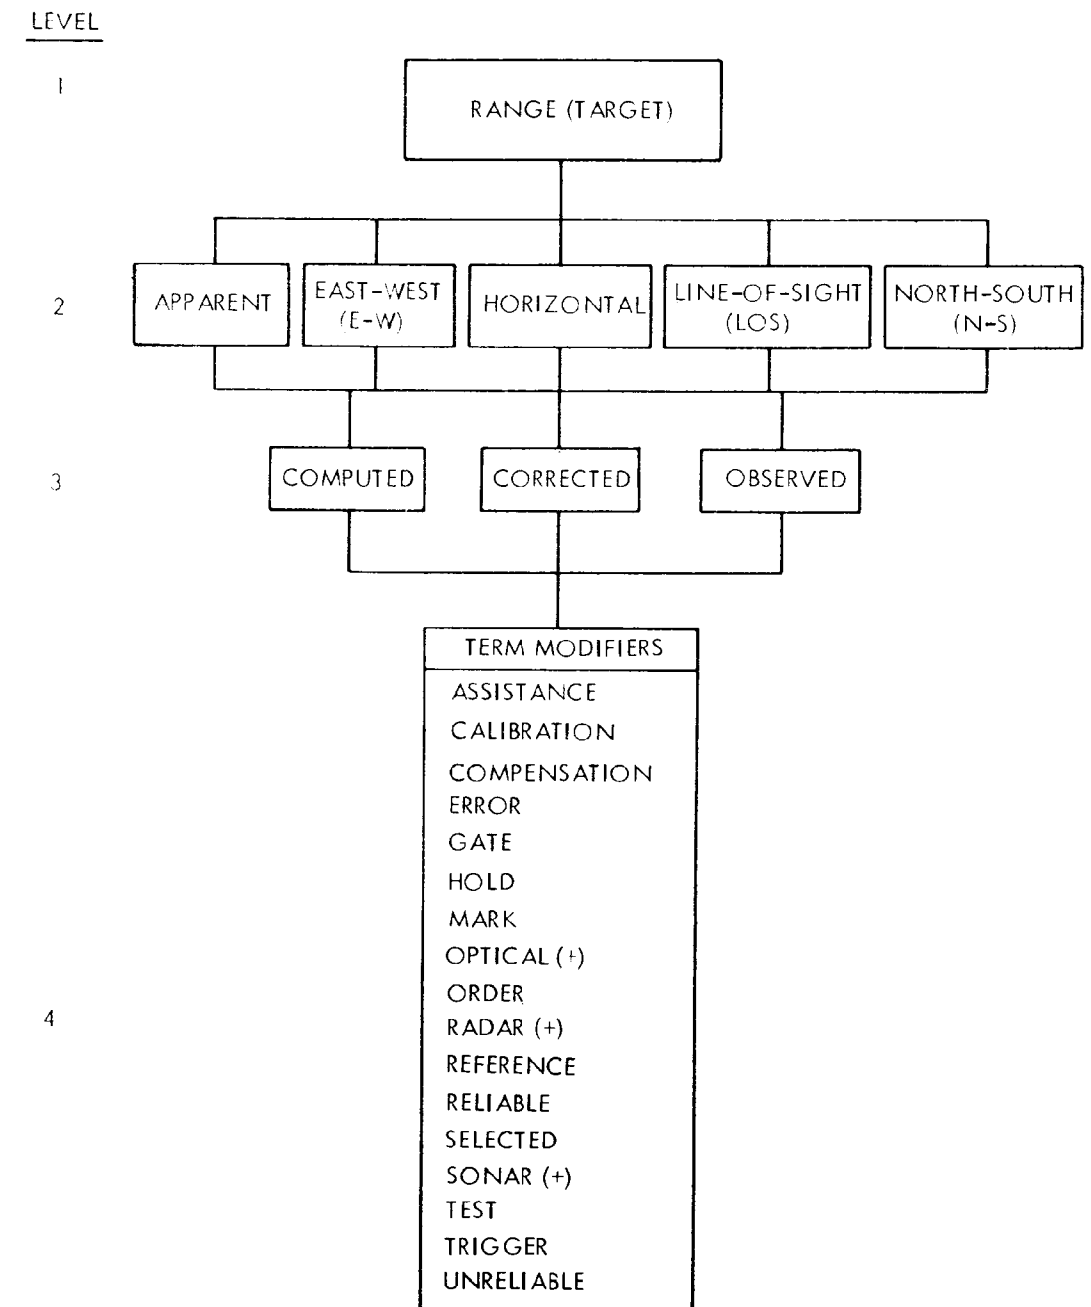 LEVEL
1
RANGE (TARGET)
2
APPARENT
EAST-WEST
(E-W)
HORIZONTAL
LINE-OF-SIGHT
(LOS)
NORTH-SOUTH
(N-S)
3
COMPUTED
CORRECTED
OBSERVED
TERM MODIFIERS
ASSISTANCE
CALIBRATION
COMPENSATION
ERROR
GATE
HOLD
MARK
OPTICAL (+)
ORDER
4
RADAR (+)
REFERENCE
RELIABLE
SELECTED
SONAR (+)
TEST
TRIGGER
UNRELIABLE